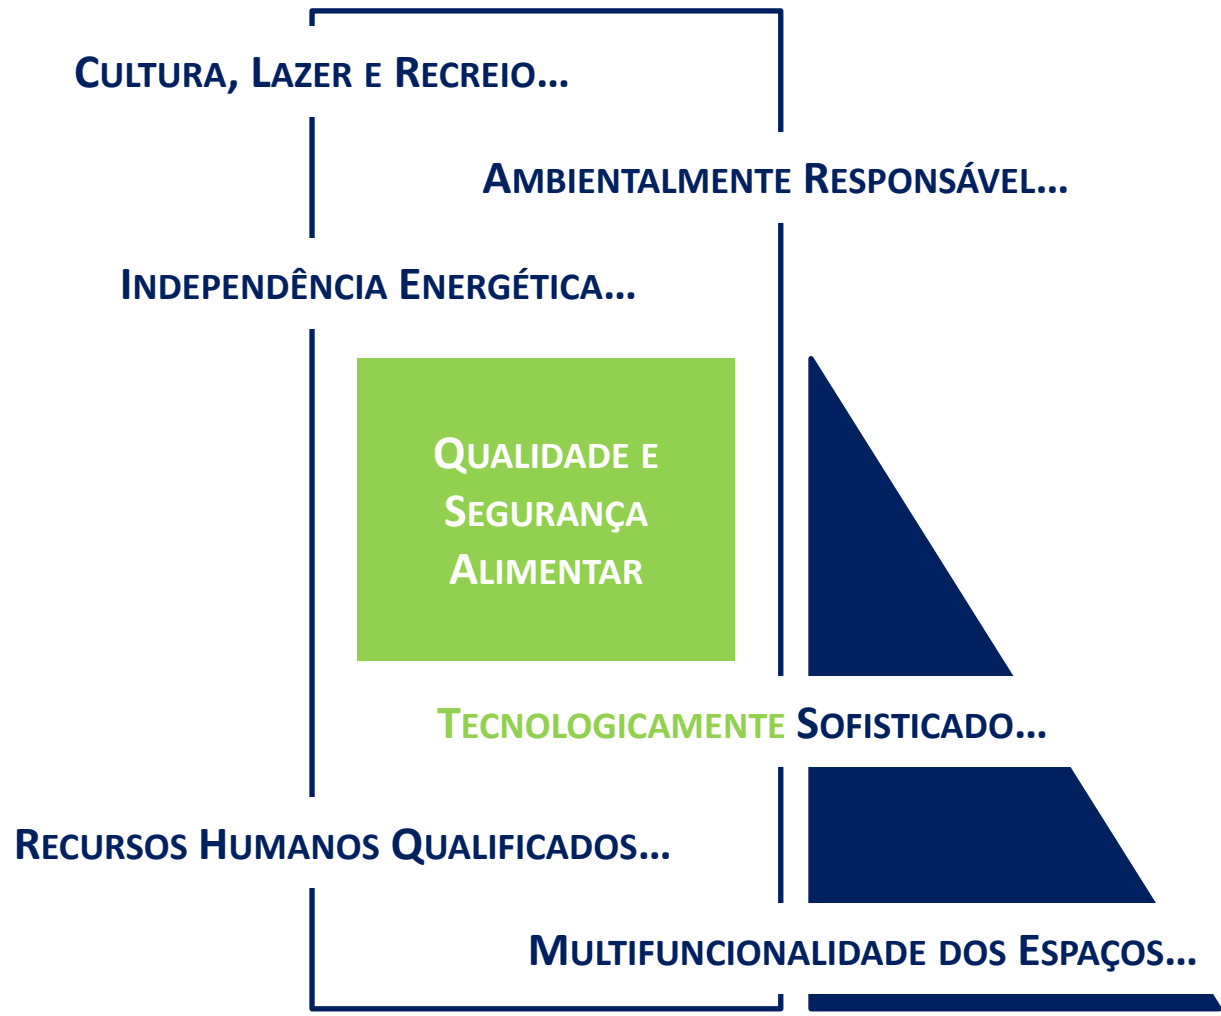 Cultura, Lazer e Recreio...
Ambientalmente Responsável...
Independência Energética...
Qualidade e
Segurança
Alimentar
Tecnologicamente Sofisticado...
Recursos Humanos Qualificados...
Multifuncionalidade dos Espaços...